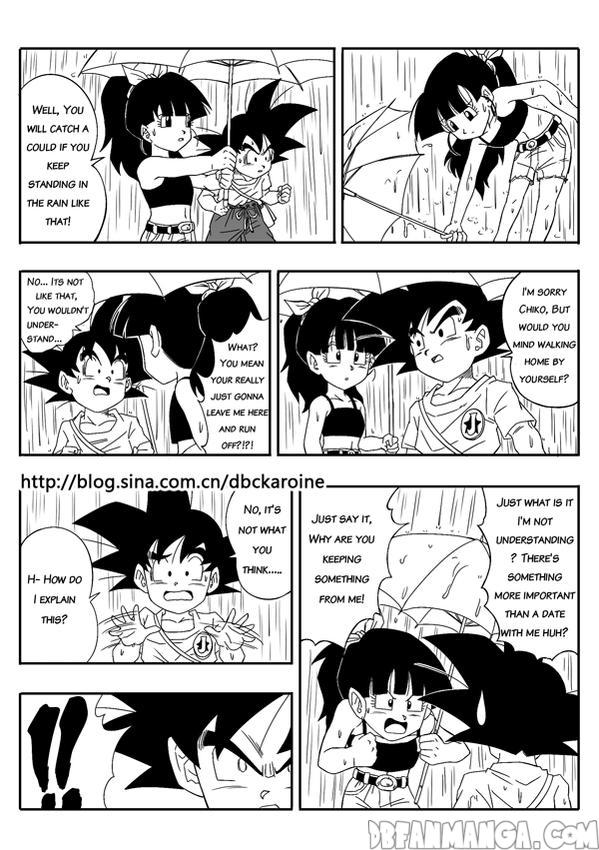 Well, You
will catch a
could if you
keep
standing in
the rain like
that!
I'm sorry
Chiko, But
would you
mind walking
home by
yourself?
What?
You mean
your really
just gonna
leave me here
and run
off?!?!
No... Its not
like that,
You wouldn't
under-
stand...
http://blog.sina.com.cn/dbckaroine
Just what is it
I'm not
understanding
? There's
something
more important
than a date
with me huh?
Just say it,
Why are you
keeping
something
from me!
No, it's
not what
you
think.....
H- How do
I explain
this?
!!
DBFANMANGA.COM